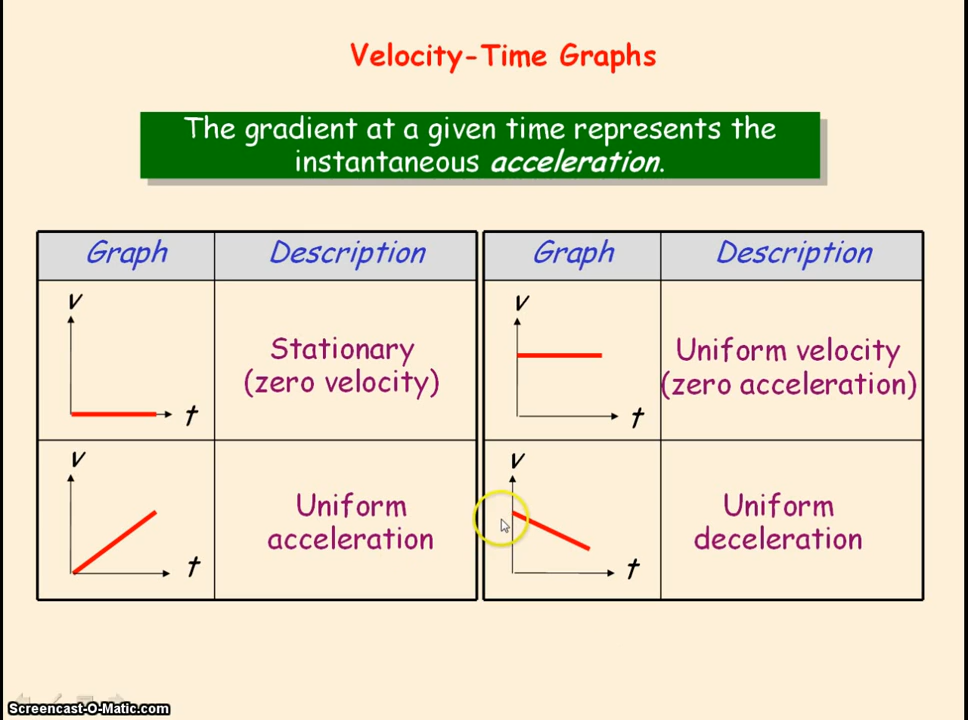 Velocity-Time Graphs
The gradient at a given time represents the
instantaneous acceleration.
Graph Description Graph Description
v
t
Stationary
(zero velocity)
v
t
Uniform velocity
(zero acceleration)
v
t
Uniform
acceleration
v
t
Uniform
deceleration
Screencast-O-Matic.com